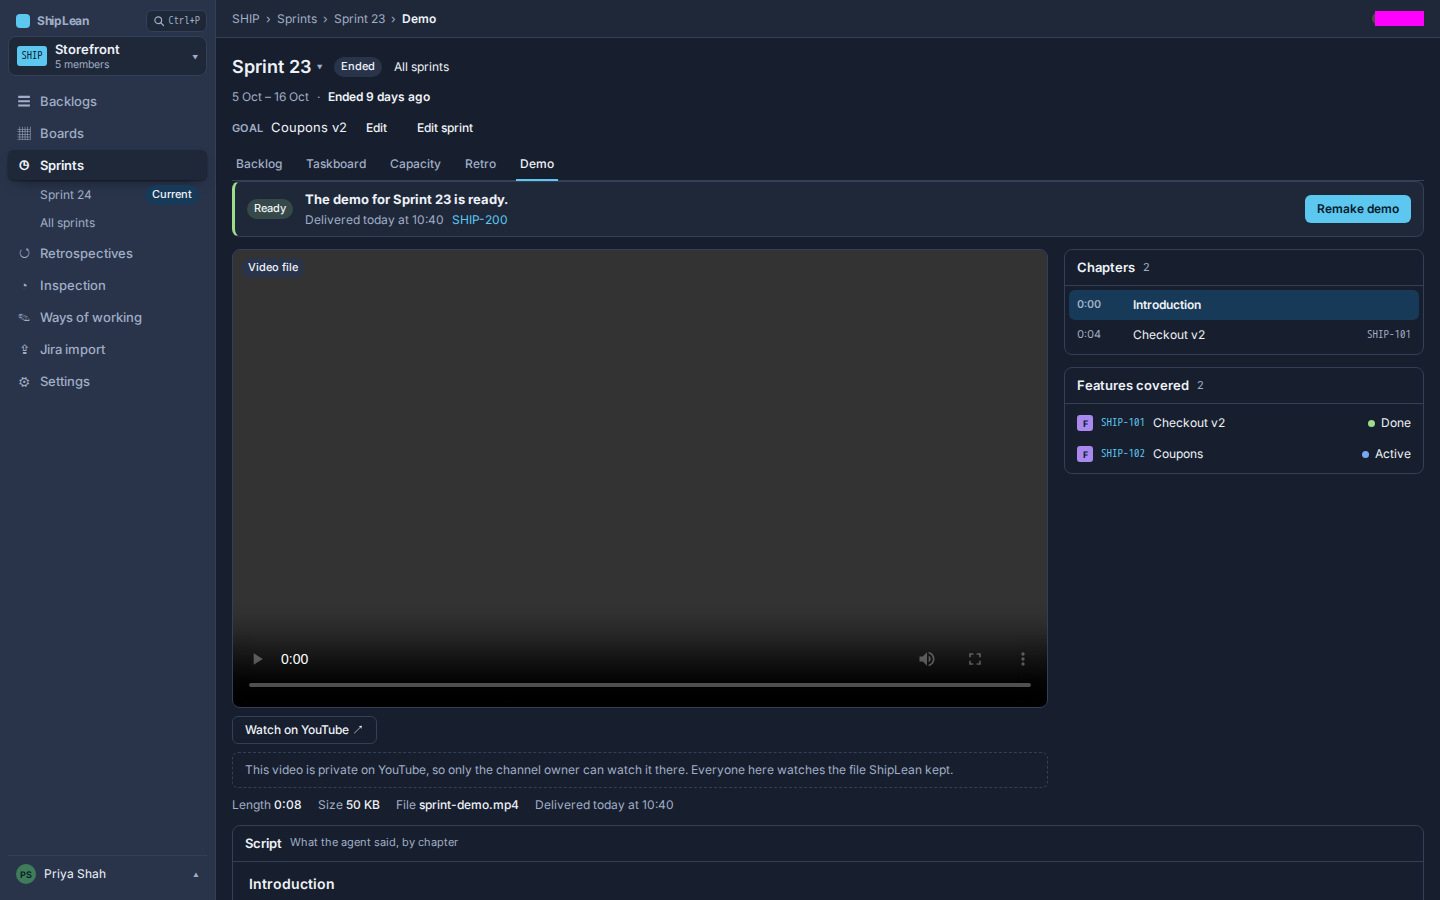 ShipLean
Ctrl+P
SHIP
Storefront
5 members
Backlogs
Boards
Sprints
Sprint 24
Current
All sprints
Retrospectives
Inspection
Ways of working
Jira import
Settings
PS
Priya Shah
SHIP › Sprints › Sprint 23 › Demo
Sprint 23
Ended
All sprints
5 Oct – 16 Oct · Ended 9 days ago
GOAL Coupons v2 Edit Edit sprint
Backlog Taskboard Capacity Retro Demo
Ready
The demo for Sprint 23 is ready.
Delivered today at 10:40 SHIP-200
Remake demo
Video file
0:00
Watch on YouTube ↗
This video is private on YouTube, so only the channel owner can watch it there. Everyone here watches the file ShipLean kept.
Length 0:08 Size 50 KB File sprint-demo.mp4 Delivered today at 10:40
Chapters 2
0:00 Introduction
0:04 Checkout v2 SHIP-101
Features covered 2
F SHIP-101 Checkout v2 Done
F SHIP-102 Coupons Active
Script What the agent said, by chapter
Introduction